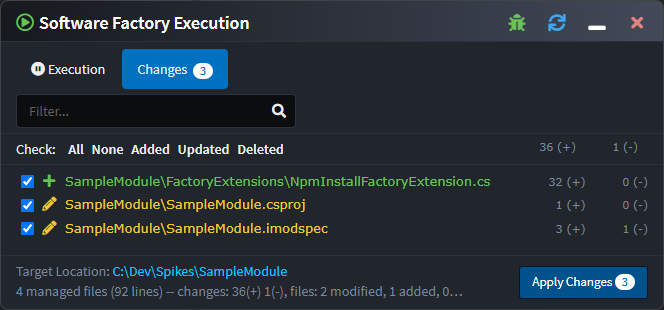 Software Factory Execution
Execution
Changes 3
Filter...
Check: All None Added Updated Deleted 36 (+) 1 (-)
SampleModule\FactoryExtensions\NpmInstallFactoryExtension.cs 32 (+) 0 (-)
SampleModule\SampleModule.csproj 1 (+) 0 (-)
SampleModule\SampleModule.imodspec 3 (+) 1 (-)
Target Location: C:\Dev\Spikes\SampleModule
4 managed files (92 lines) -- changes: 36(+) 1(-), files: 2 modified, 1 added, 0...
Apply Changes 3